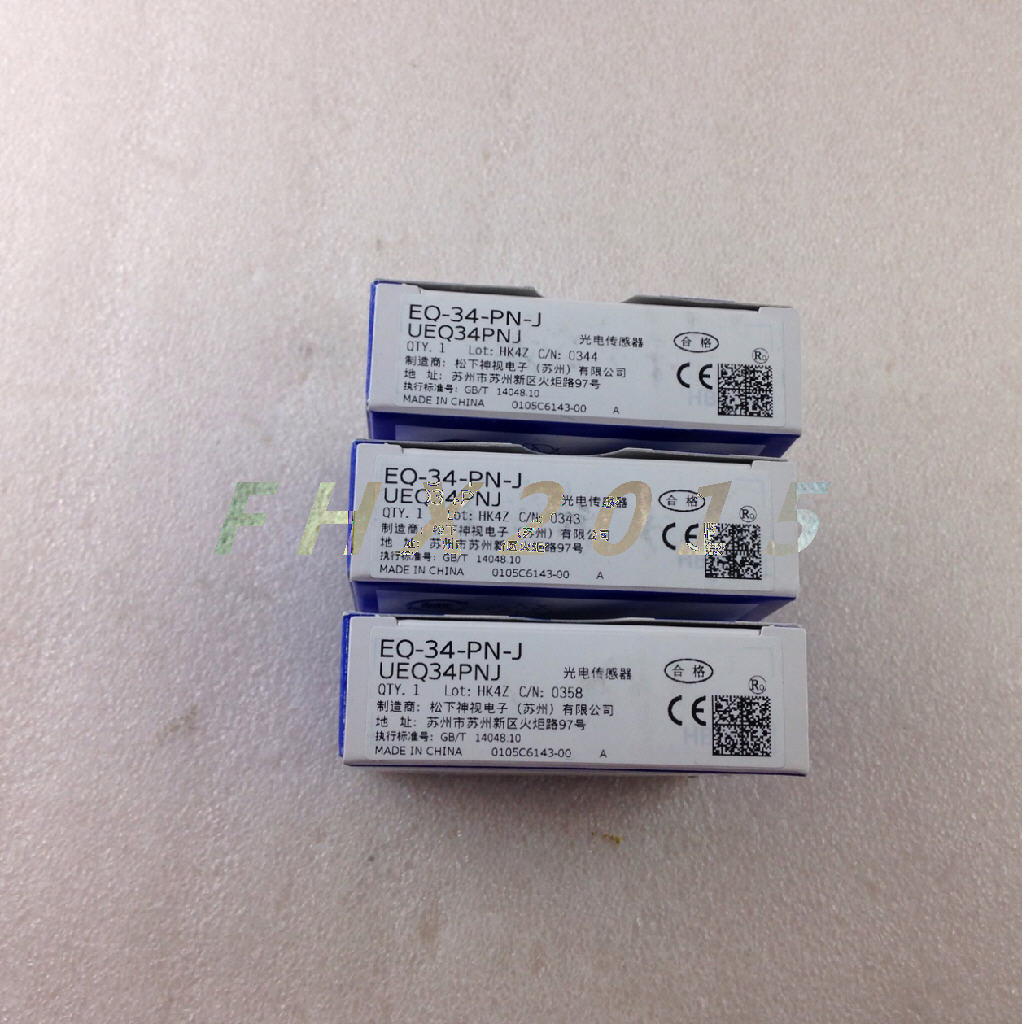 EQ-34-PN-J
UEQ34PNJ
光电传感器
合格
QTY. 1 Lot: HK4Z C/N: 0344
制造商: 松下神视电子（苏州）有限公司
地 址: 苏州市苏州新区火炬路97号
执行标准号: GB/T 14048.10
MADE IN CHINA 0105C6143-00 A
CE
R9
EQ-34-PN-J
UEQ34PNJ
光电传感器
合格
QTY. 1 Lot: HK4Z C/N: 0343
制造商: 松下神视电子（苏州）有限公司
地 址: 苏州市苏州新区火炬路97号
执行标准号: GB/T 14048.10
MADE IN CHINA 0105C6143-00 A
CE
R9
FHX2015
EQ-34-PN-J
UEQ34PNJ
光电传感器
合格
QTY. 1 Lot: HK4Z C/N: 0358
制造商: 松下神视电子（苏州）有限公司
地 址: 苏州市苏州新区火炬路97号
执行标准号: GB/T 14048.10
MADE IN CHINA 0105C6143-00 A
CE
R9